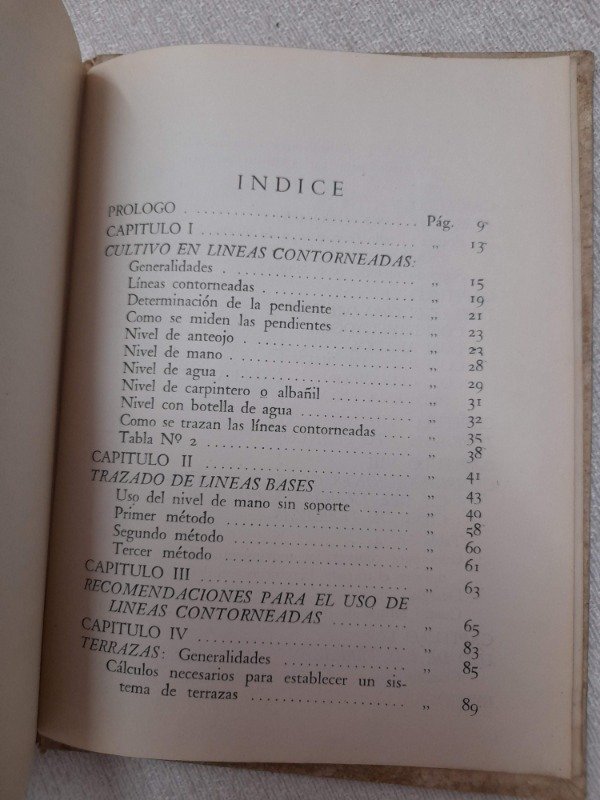 INDICE
PROLOGO . . . . . . . . . . . . . . . . . . . . . . . . Pág. 9
CAPITULO I . . . . . . . . . . . . . . . . . . . . . . . . „ 13
CULTIVO EN LINEAS CONTORNEADAS:
Generalidades . . . . . . . . . . . . . . . . . . . . „ 15
Líneas contorneadas . . . . . . . . . . . . . . . . „ 19
Determinación de la pendiente . . . . . . . . . . „ 21
Como se miden las pendientes . . . . . . . . . . „ 23
Nivel de anteojo . . . . . . . . . . . . . . . . . . „ 23
Nivel de mano . . . . . . . . . . . . . . . . . . . . „ 28
Nivel de agua . . . . . . . . . . . . . . . . . . . . „ 29
Nivel de carpintero o albañil . . . . . . . . . . . „ 31
Nivel con botella de agua . . . . . . . . . . . . . „ 32
Como se trazan las líneas contorneadas . . . . . „ 35
Tabla Nº 2 . . . . . . . . . . . . . . . . . . . . . . „ 38
CAPITULO II . . . . . . . . . . . . . . . . . . . . . . „ 41
TRAZADO DE LINEAS BASES . . . . . . . . . . . . „ 43
Uso del nivel de mano sin soporte . . . . . . . . „ 49
Primer método . . . . . . . . . . . . . . . . . . . . „ 58
Segundo método . . . . . . . . . . . . . . . . . . . „ 60
Tercer método . . . . . . . . . . . . . . . . . . . . „ 61
CAPITULO III . . . . . . . . . . . . . . . . . . . . . . „ 63
RECOMENDACIONES PARA EL USO DE
LINEAS CONTORNEADAS . . . . . . . . . . . . „ 65
CAPITULO IV . . . . . . . . . . . . . . . . . . . . . . „ 83
TERRAZAS: Generalidades . . . . . . . . . . . . . . „ 85
Cálculos necesarios para establecer un sis-
tema de terrazas . . . . . . . . . . . . . . . . „ 89